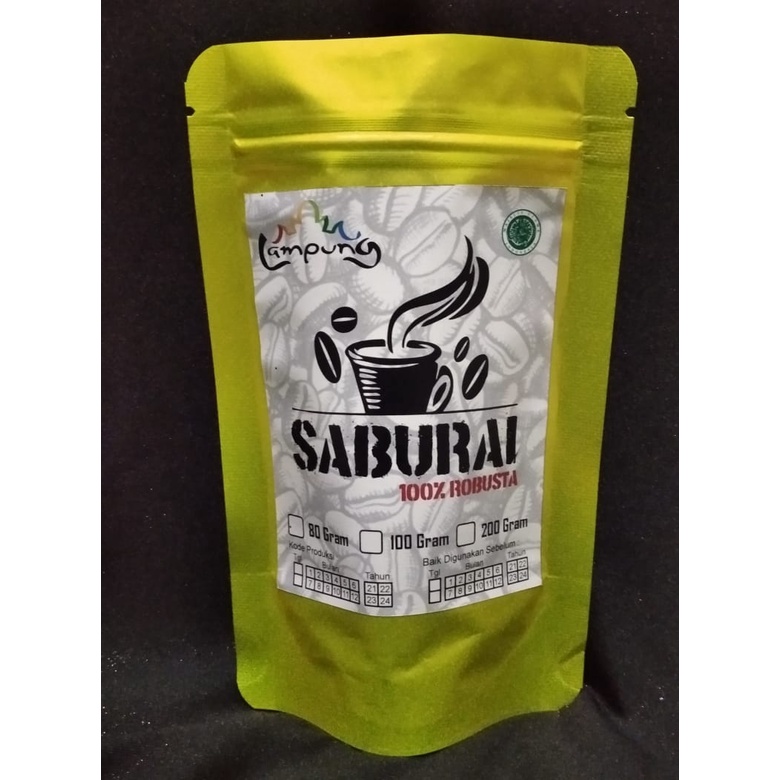 Lampung
SABURAI
100% ROBUSTA
80 Gram 100 Gram 200 Gram
Kode Produksi Baik Digunakan Sebelum :
Tgl Bulan Tahun Tgl Bulan Tahun
1 2 3 4 5 6 21 22 1 2 3 4 5 6 21 22
7 8 9 10 11 12 23 24 7 8 9 10 11 12 23 24